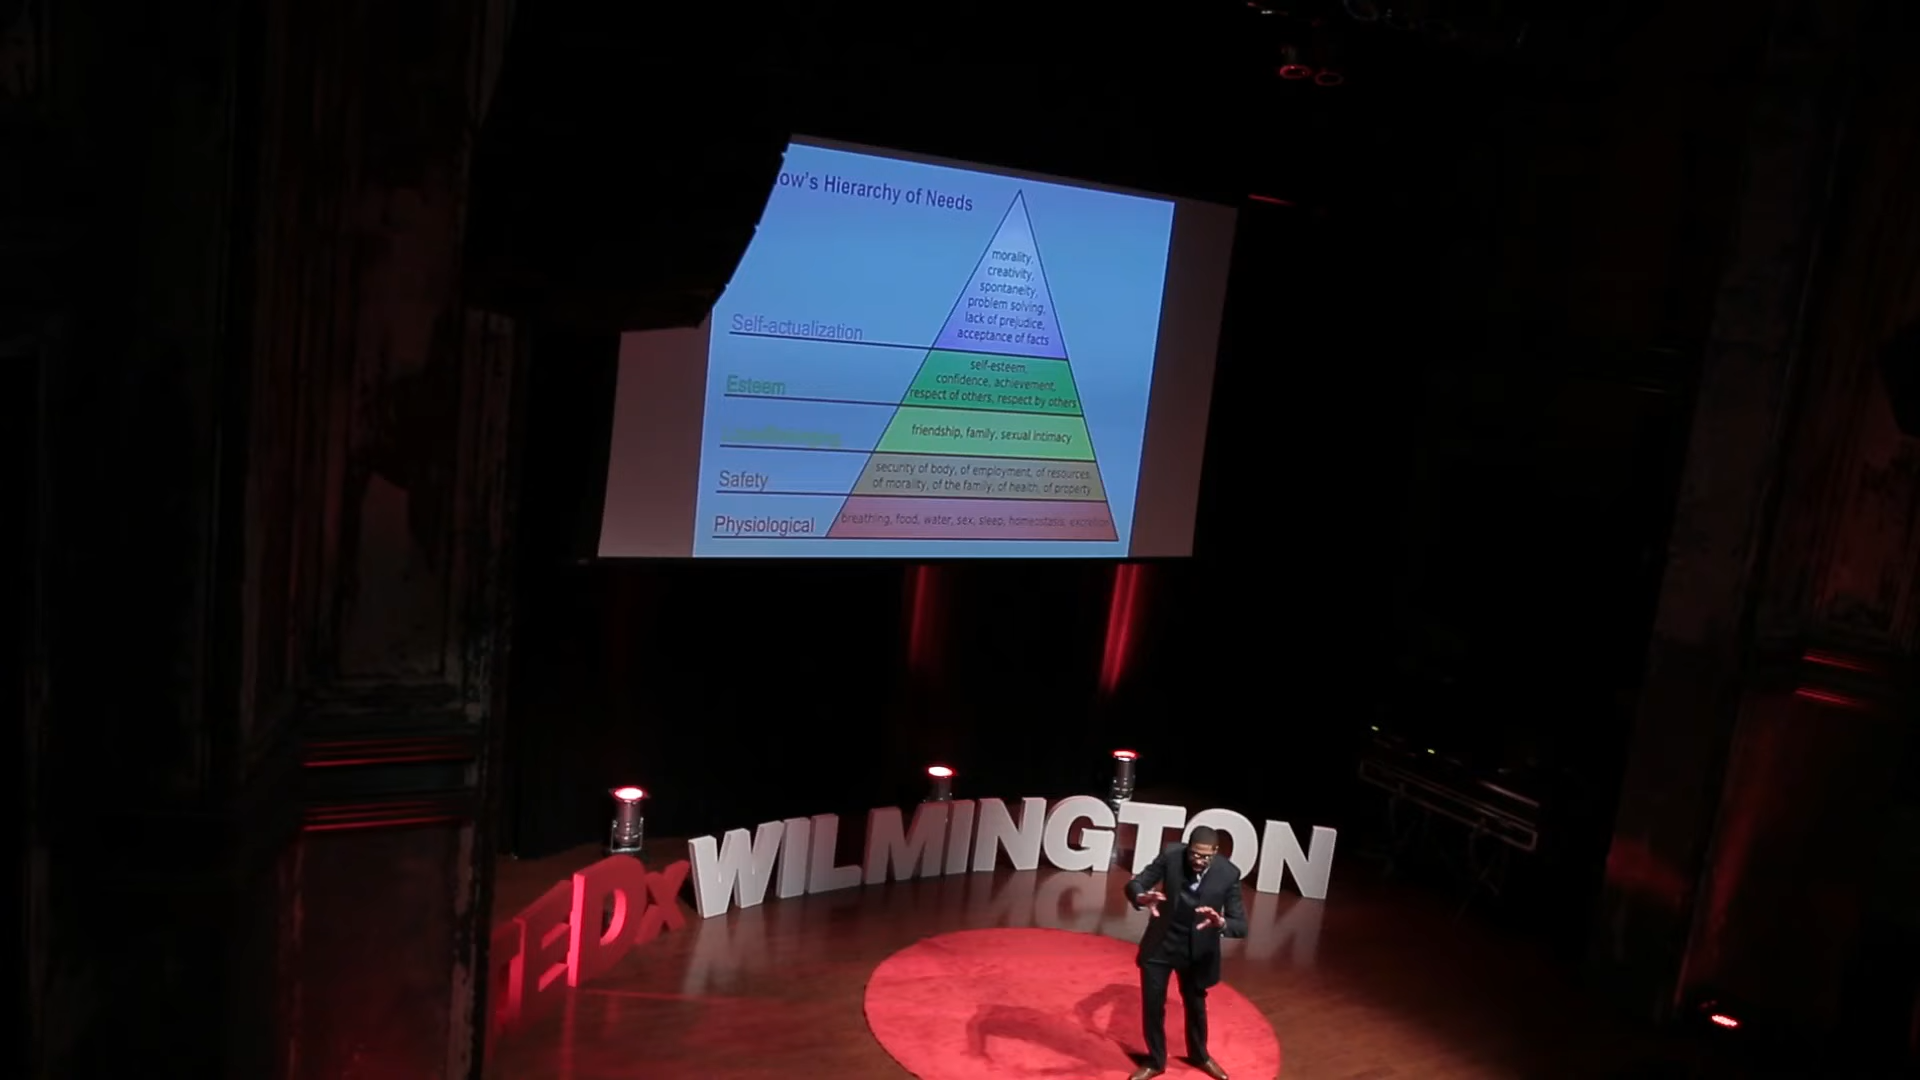 ow's Hierarchy of Needs
morality,
creativity,
spontaneity,
problem solving,
lack of prejudice,
acceptance of facts
Self-actualization
self-esteem,
confidence, achievement,
respect of others, respect by others
Esteem
friendship, family, sexual intimacy
security of body, of employment, of resources,
of morality, of the family, of health, of property
Safety
breathing, food, water, sex, sleep, homeostasis, excretion
Physiological
TEDx WILMINGTON